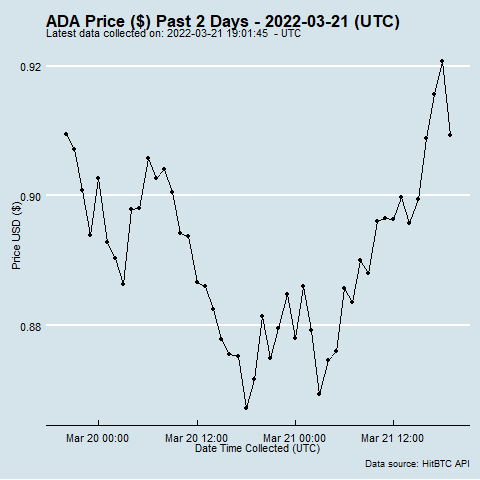 ADA Price ($) Past 2 Days - 2022-03-21 (UTC)
Latest data collected on: 2022-03-21 19:01:45 - UTC
0.92
0.90
0.88
Price USD ($)
Mar 20 00:00 Mar 20 12:00 Mar 21 00:00 Mar 21 12:00
Date Time Collected (UTC)
Data source: HitBTC API